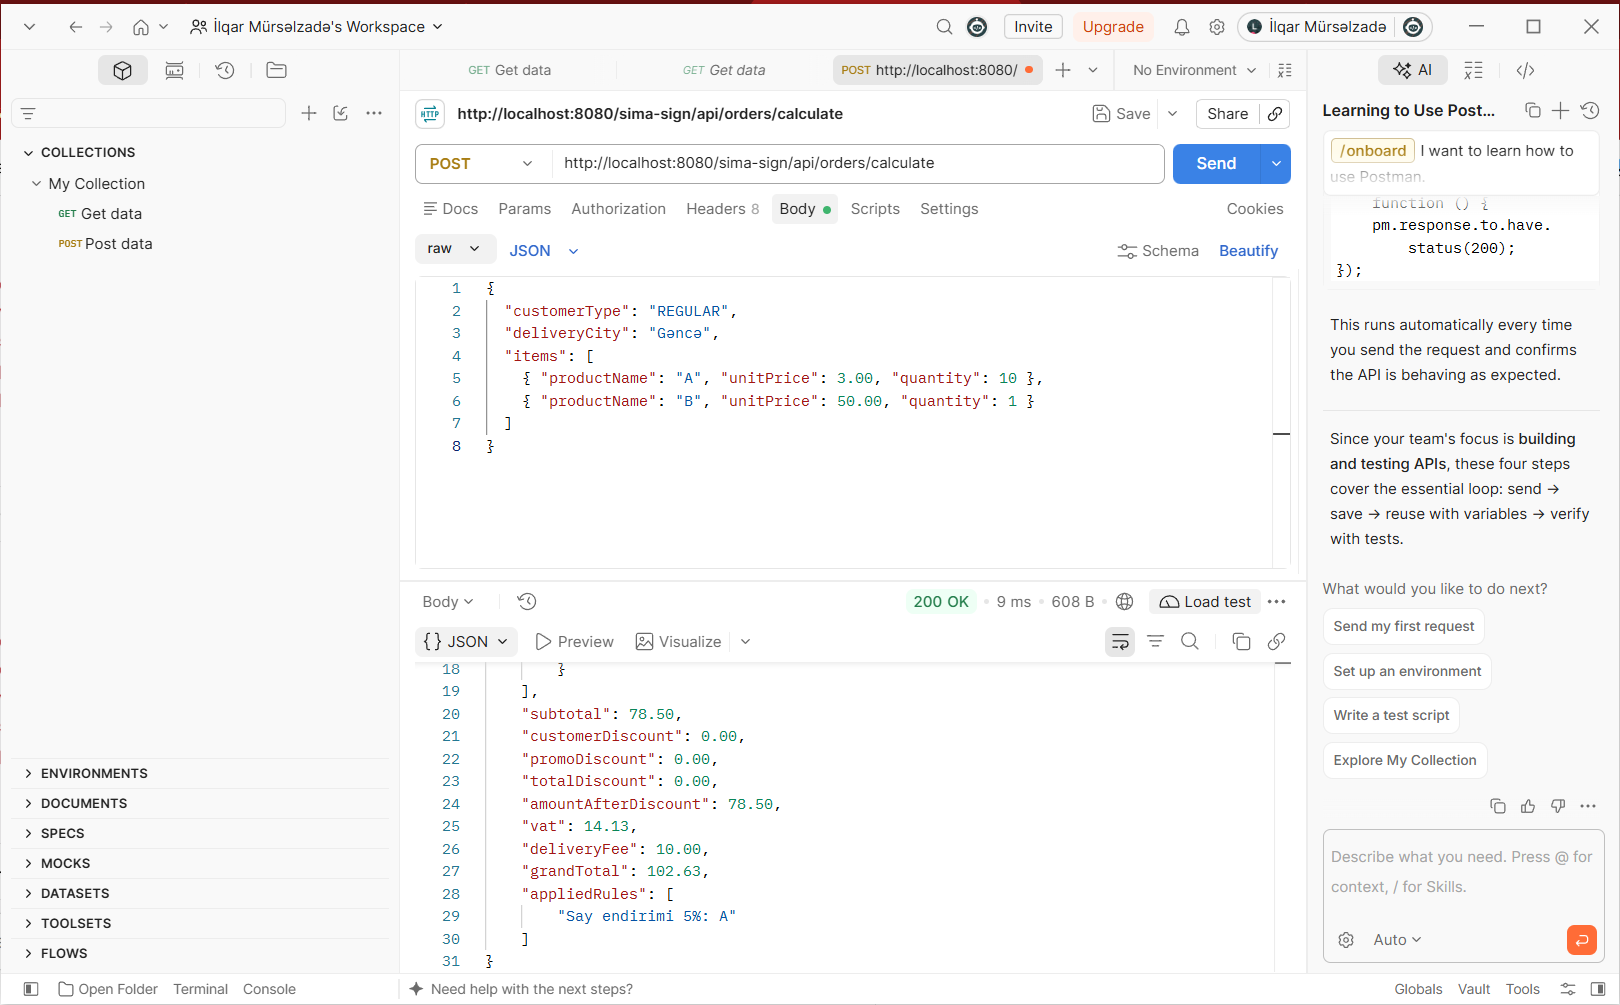 İlqar Mürsəlzadə's Workspace
Invite
Upgrade
İlqar Mürsəlzadə
GET Get data
GET Get data
POST http://localhost:8080/
No Environment
AI
HTTP
http://localhost:8080/sima-sign/api/orders/calculate
Save
Share
POST
http://localhost:8080/sima-sign/api/orders/calculate
Send
Docs
Params
Authorization
Headers 8
Body
Scripts
Settings
Cookies
raw
JSON
Schema
Beautify
COLLECTIONS
My Collection
GET Get data
POST Post data
ENVIRONMENTS
DOCUMENTS
SPECS
MOCKS
DATASETS
TOOLSETS
FLOWS
1 {
2 "customerType": "REGULAR",
3 "deliveryCity": "Gəncə",
4 "items": [
5 { "productName": "A", "unitPrice": 3.00, "quantity": 10 },
6 { "productName": "B", "unitPrice": 50.00, "quantity": 1 }
7 ]
8 }
Body
200 OK
9 ms
608 B
Load test
{} JSON
Preview
Visualize
18 }
19 ],
20 "subtotal": 78.50,
21 "customerDiscount": 0.00,
22 "promoDiscount": 0.00,
23 "totalDiscount": 0.00,
24 "amountAfterDiscount": 78.50,
25 "vat": 14.13,
26 "deliveryFee": 10.00,
27 "grandTotal": 102.63,
28 "appliedRules": [
29 "Say endirimi 5%: A"
30 ]
31 }
Learning to Use Post...
/onboard I want to learn how to
use Postman.
function () {
pm.response.to.have.
status(200);
});
This runs automatically every time
you send the request and confirms
the API is behaving as expected.
Since your team's focus is building
and testing APIs, these four steps
cover the essential loop: send →
save → reuse with variables → verify
with tests.
What would you like to do next?
Send my first request
Set up an environment
Write a test script
Explore My Collection
Describe what you need. Press @ for
context, / for Skills.
Auto
Open Folder
Terminal
Console
Need help with the next steps?
Globals
Vault
Tools